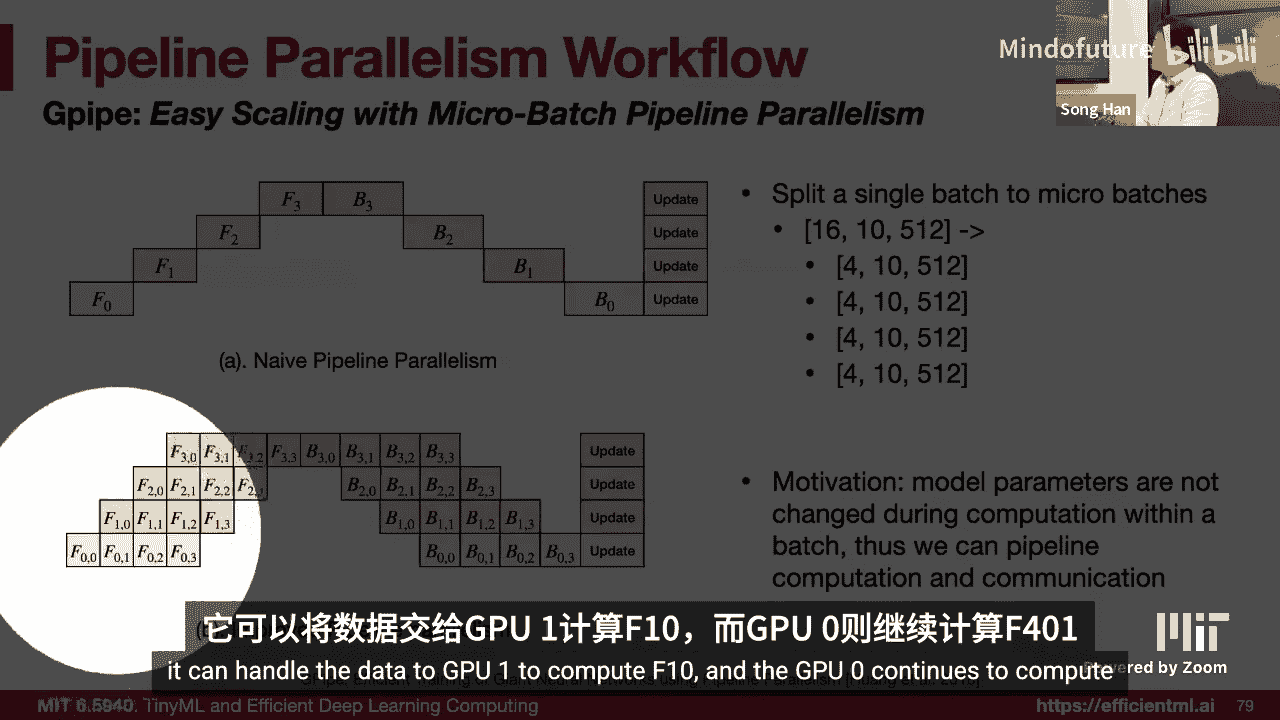 Pipeline Parallelism Workflow
Mindofuture bilibili
Song Han
Gpipe: Easy Scaling with Micro-Batch Pipeline Parallelism
F3 B3 Update
F2 B2 Update
F1 B1 Update
F0 B0 Update
(a). Naive Pipeline Parallelism
• Split a single batch to micro batches
• [16, 10, 512] ->
• [4, 10, 512]
• [4, 10, 512]
• [4, 10, 512]
• [4, 10, 512]
F3,0 F3,1 F3,2 F3,3 B3,0 B3,1 B3,2 B3,3 Update
F2,0 F2,1 F2,2 B2,0 B2,1 B2,2 B2,3 Update
F1,0 F1,1 F1,2 F1,3 B1,0 B1,1 B1,2 B1,3 Update
F0,0 F0,1 F0,2 F0,3 B0,0 B0,1 B0,2 B0,3 Update
• Motivation: model parameters are not
changed during computation within a
batch, thus we can pipeline
computation and communication
它可以将数据交给GPU 1计算F10，而GPU 0则继续计算F401
it can handle the data to GPU 1 to compute F10, and the GPU 0 continues to compute
MIT
Powered by Zoom
MIT 6.5940: TinyML and Efficient Deep Learning Computing
https://efficientml.ai
79